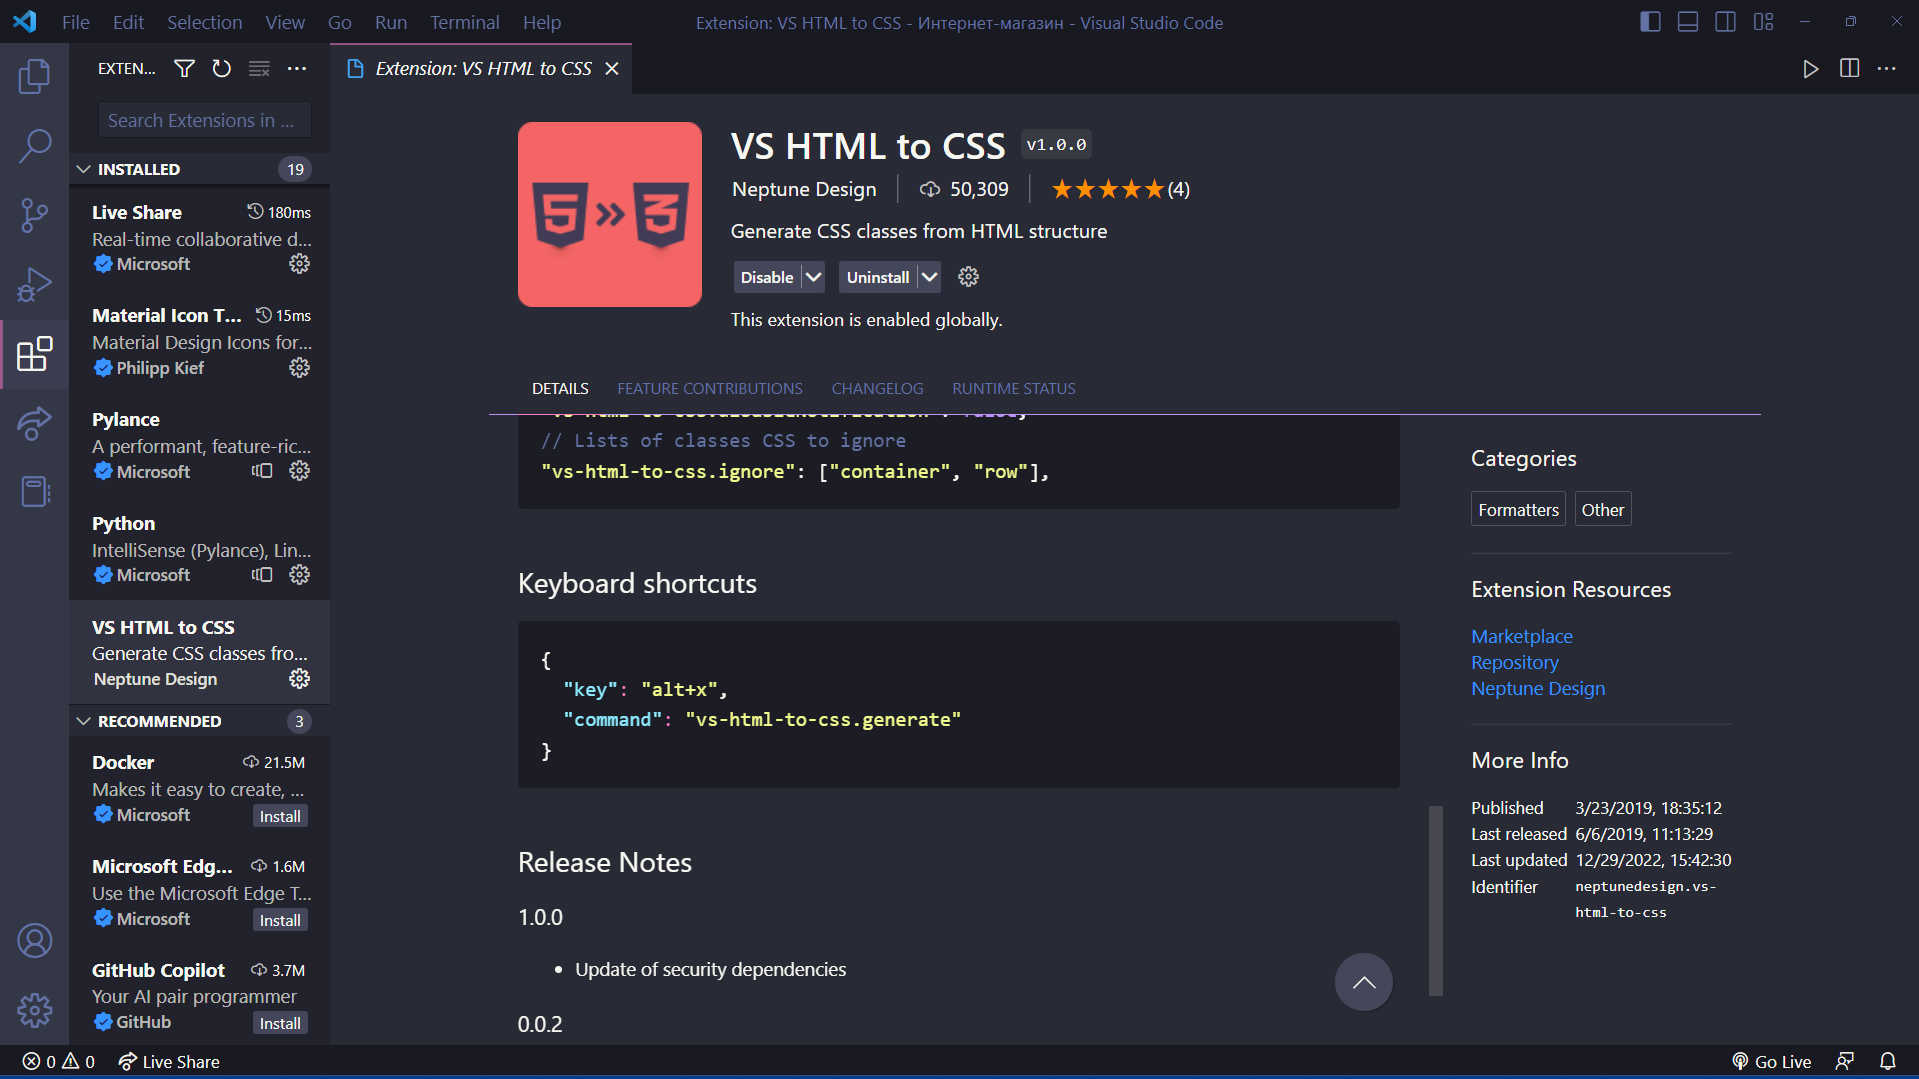 File Edit Selection View Go Run Terminal Help
Extension: VS HTML to CSS - Интернет-магазин - Visual Studio Code
EXTEN...
Search Extensions in ...
INSTALLED 19
Live Share 180ms
Real-time collaborative d...
Microsoft
Material Icon T... 15ms
Material Design Icons for...
Philipp Kief
Pylance
A performant, feature-ric...
Microsoft
Python
IntelliSense (Pylance), Lin...
Microsoft
VS HTML to CSS
Generate CSS classes fro...
Neptune Design
RECOMMENDED 3
Docker 21.5M
Makes it easy to create, ...
Microsoft
Install
Microsoft Edg... 1.6M
Use the Microsoft Edge T...
Microsoft
Install
GitHub Copilot 3.7M
Your AI pair programmer
GitHub
Install
Extension: VS HTML to CSS
5 » 3
VS HTML to CSS v1.0.0
Neptune Design 50,309 ★★★★★(4)
Generate CSS classes from HTML structure
Disable Uninstall
This extension is enabled globally.
DETAILS FEATURE CONTRIBUTIONS CHANGELOG RUNTIME STATUS
// Lists of classes CSS to ignore
"vs-html-to-css.ignore": ["container", "row"],
Keyboard shortcuts
{
"key": "alt+x",
"command": "vs-html-to-css.generate"
}
Release Notes
1.0.0
• Update of security dependencies
0.0.2
Categories
Formatters Other
Extension Resources
Marketplace
Repository
Neptune Design
More Info
Published 3/23/2019, 18:35:12
Last released 6/6/2019, 11:13:29
Last updated 12/29/2022, 15:42:30
Identifier neptunedesign.vs-
html-to-css
0 0 Live Share
Go Live